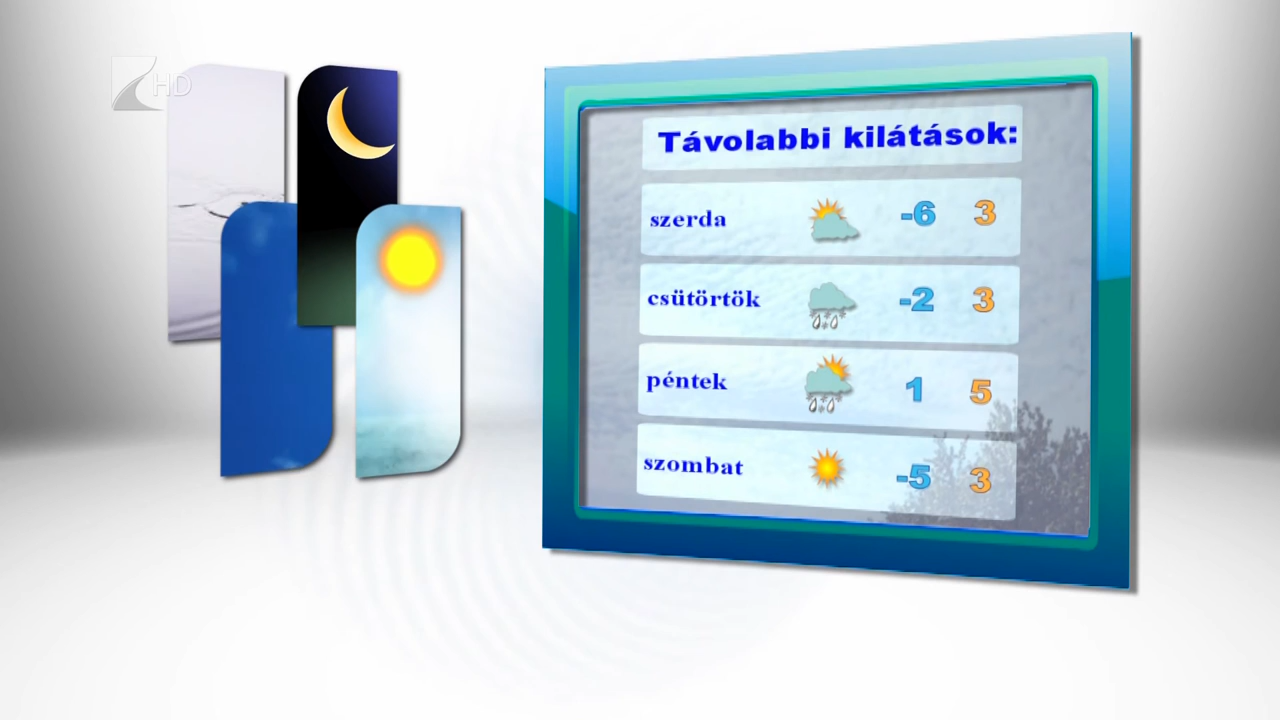 HD
Távolabbi kilátások:
szerda -6 3
csütörtök -2 3
péntek 1 5
szombat -5 3